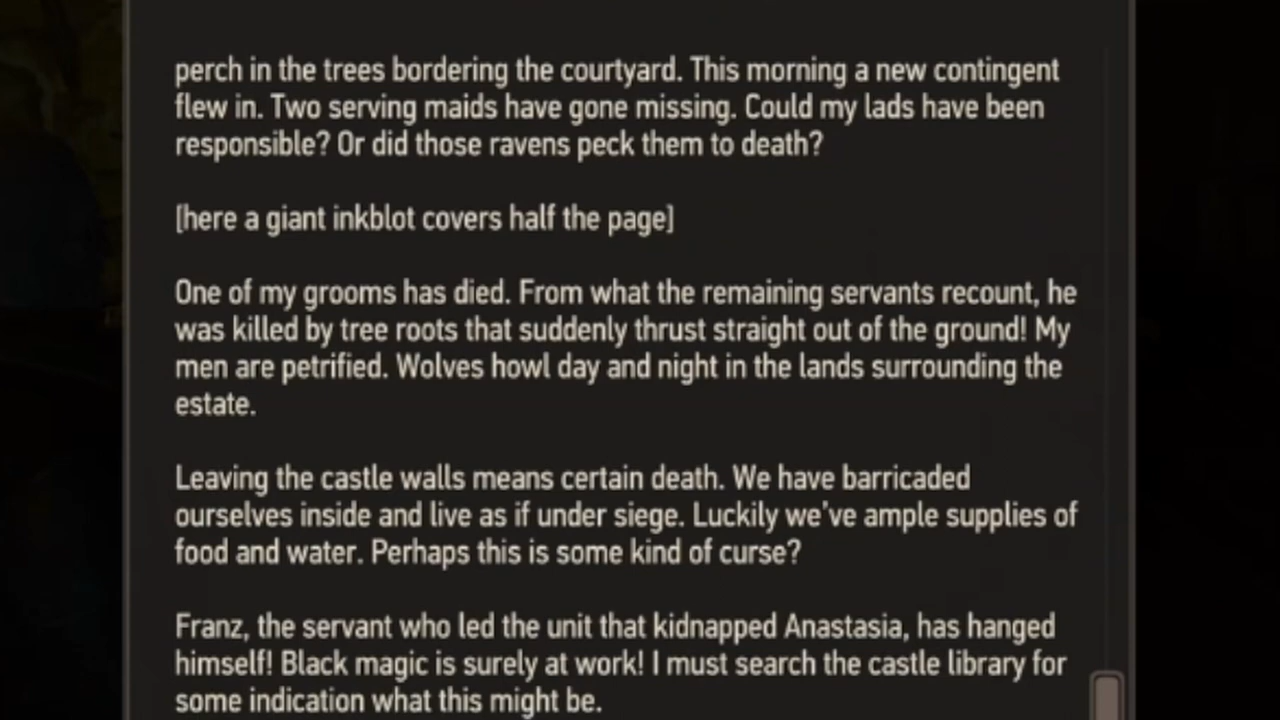 perch in the trees bordering the courtyard. This morning a new contingent
flew in. Two serving maids have gone missing. Could my lads have been
responsible? Or did those ravens peck them to death?
[here a giant inkblot covers half the page]
One of my grooms has died. From what the remaining servants recount, he
was killed by tree roots that suddenly thrust straight out of the ground! My
men are petrified. Wolves howl day and night in the lands surrounding the
estate.
Leaving the castle walls means certain death. We have barricaded
ourselves inside and live as if under siege. Luckily we've ample supplies of
food and water. Perhaps this is some kind of curse?
Franz, the servant who led the unit that kidnapped Anastasia, has hanged
himself! Black magic is surely at work! I must search the castle library for
some indication what this might be.